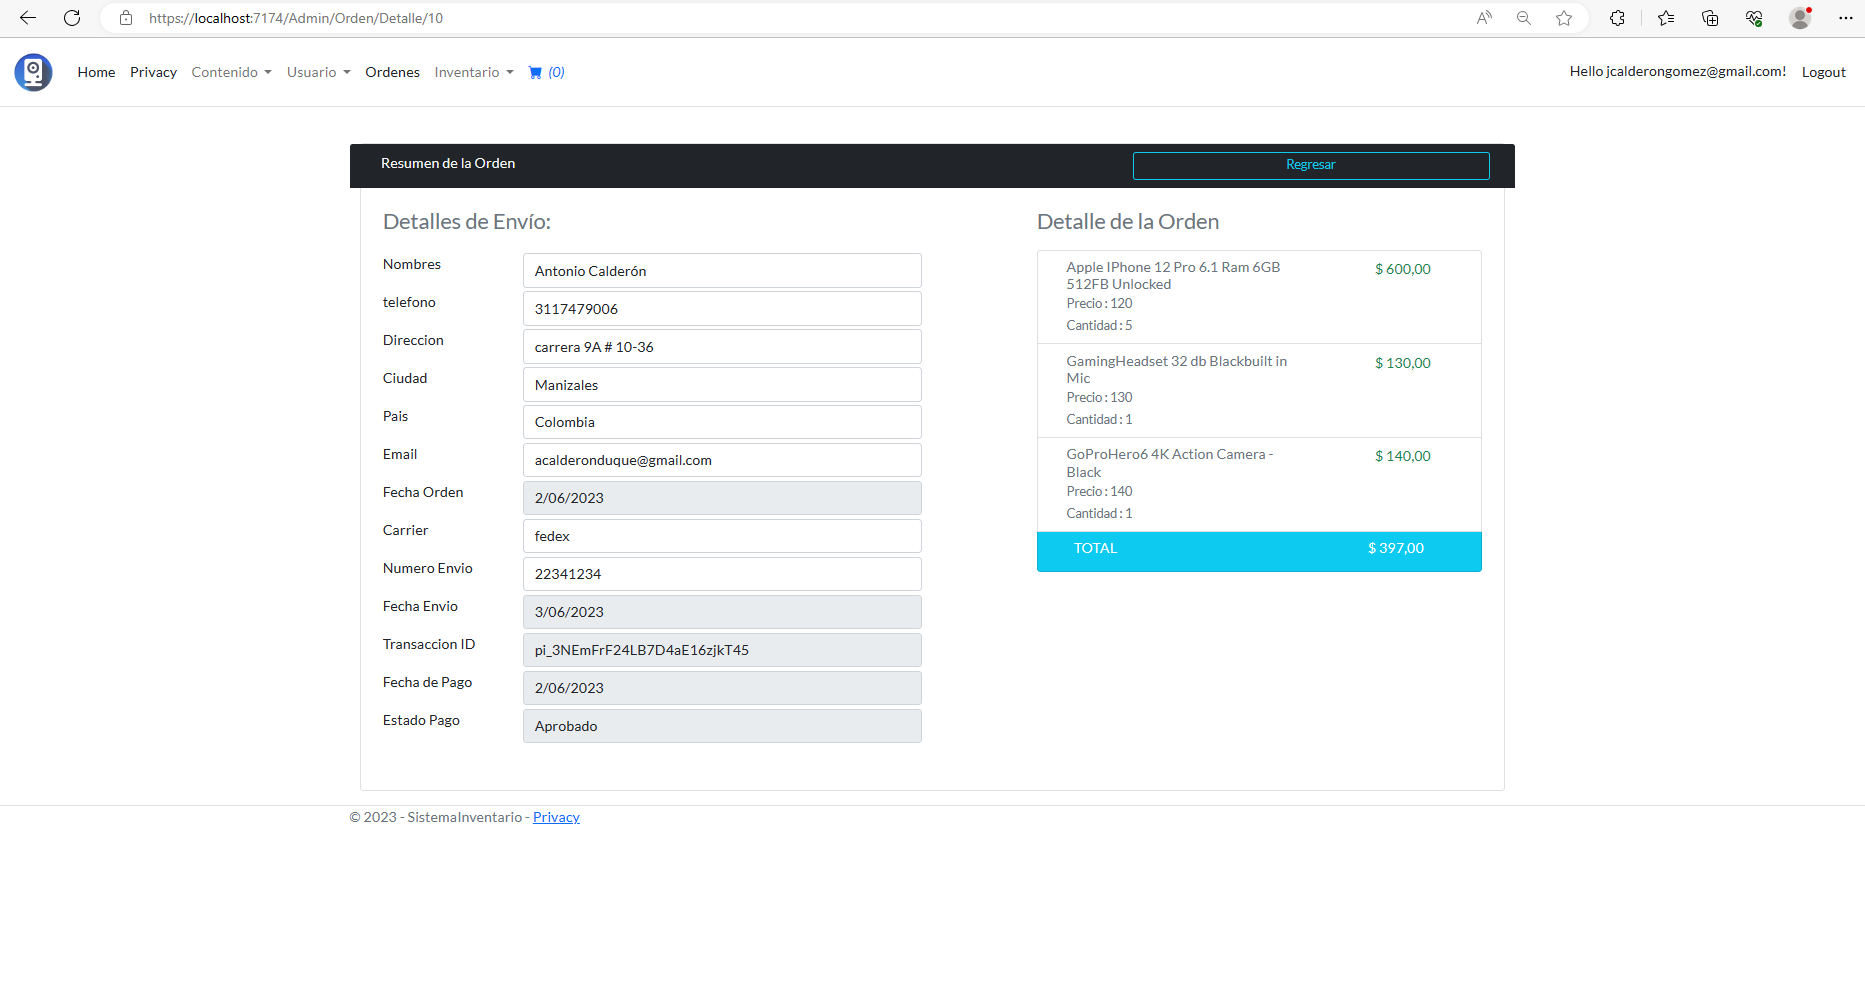 https://localhost:7174/Admin/Orden/Detalle/10
Home Privacy Contenido Usuario Ordenes Inventario (0) Hello jcalderongomez@gmail.com! Logout
Resumen de la Orden Regresar
Detalles de Envío:
Nombres Antonio Calderón
telefono 3117479006
Direccion carrera 9A # 10-36
Ciudad Manizales
Pais Colombia
Email acalderonduque@gmail.com
Fecha Orden 2/06/2023
Carrier fedex
Numero Envio 22341234
Fecha Envio 3/06/2023
Transaccion ID pi_3NEmFrF24LB7D4aE16zjkT45
Fecha de Pago 2/06/2023
Estado Pago Aprobado
Detalle de la Orden
Apple IPhone 12 Pro 6.1 Ram 6GB $ 600,00
512FB Unlocked
Precio : 120
Cantidad : 5
GamingHeadset 32 db Blackbuilt in $ 130,00
Mic
Precio : 130
Cantidad : 1
GoProHero6 4K Action Camera - $ 140,00
Black
Precio : 140
Cantidad : 1
TOTAL $ 397,00
© 2023 - SistemaInventario - Privacy